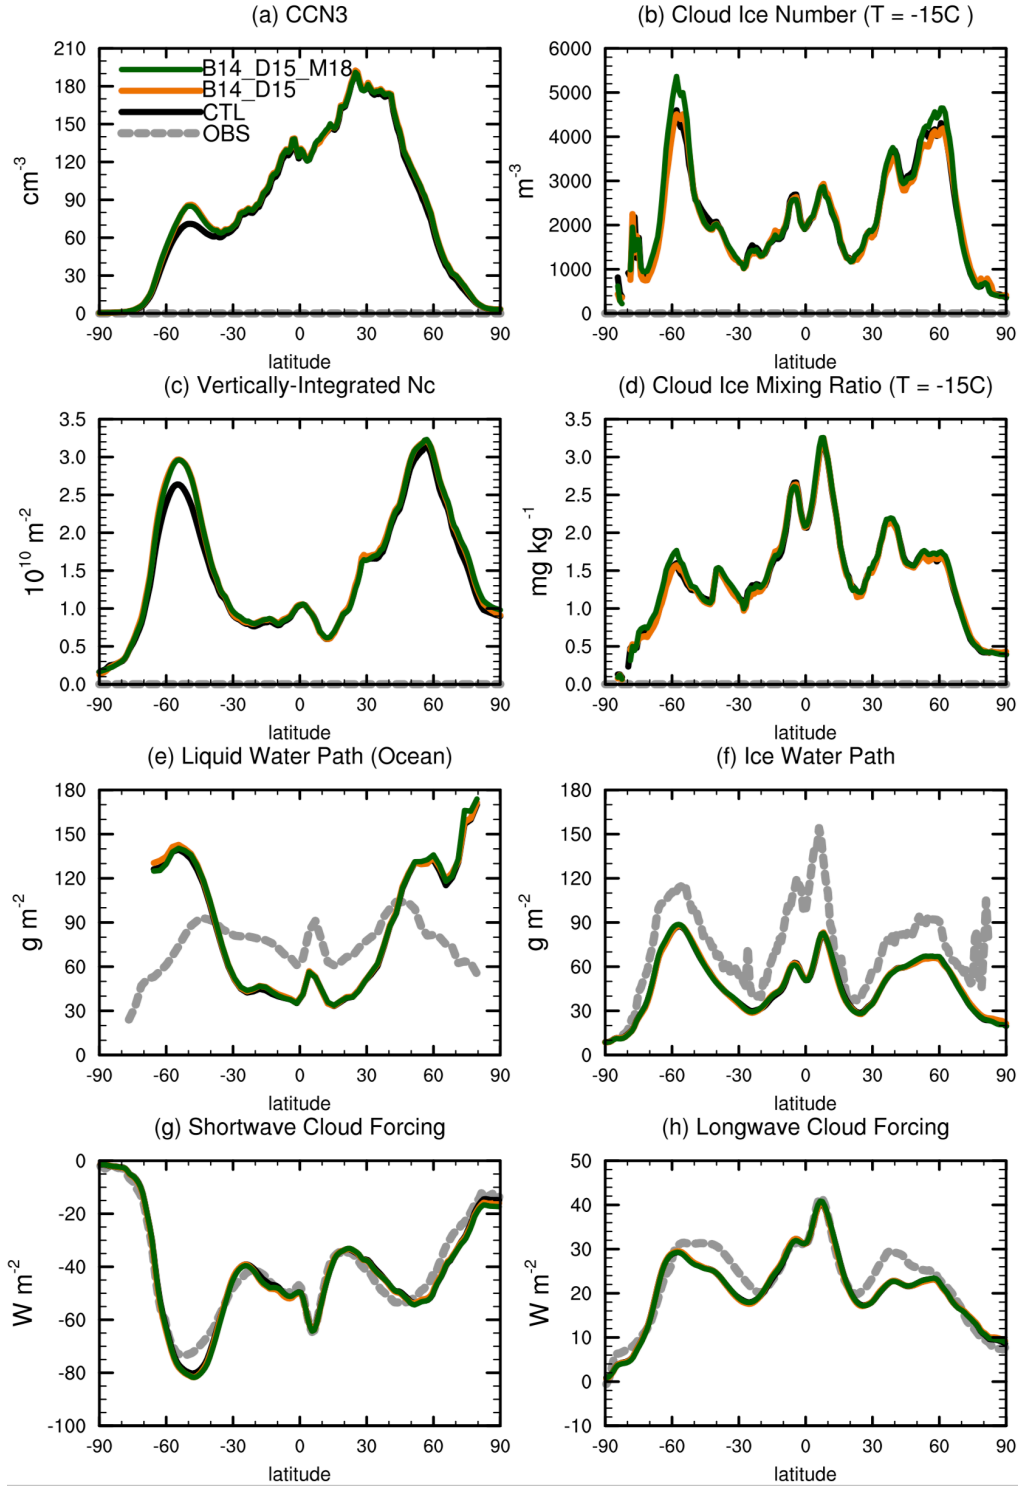 (a) CCN3
(b) Cloud Ice Number (T = -15C )
210
180
150
120
90
60
30
0
cm-3
B14_D15_M18
B14_D15
CTL
OBS
-90 -60 -30 0 30 60 90
latitude
6000
5000
4000
3000
2000
1000
0
m-3
-90 -60 -30 0 30 60 90
latitude
(c) Vertically-Integrated Nc
(d) Cloud Ice Mixing Ratio (T = -15C)
3.5
3.0
2.5
2.0
1.5
1.0
0.5
0.0
10^10 m-2
-90 -60 -30 0 30 60 90
latitude
3.5
3.0
2.5
2.0
1.5
1.0
0.5
0.0
mg kg -1
-90 -60 -30 0 30 60 90
latitude
(e) Liquid Water Path (Ocean)
(f) Ice Water Path
180
150
120
90
60
30
0
g m-2
-90 -60 -30 0 30 60 90
latitude
180
150
120
90
60
30
0
g m-2
-90 -60 -30 0 30 60 90
latitude
(g) Shortwave Cloud Forcing
(h) Longwave Cloud Forcing
0
-20
-40
-60
-80
-100
W m-2
-90 -60 -30 0 30 60 90
latitude
50
40
30
20
10
0
-10
W m-2
-90 -60 -30 0 30 60 90
latitude